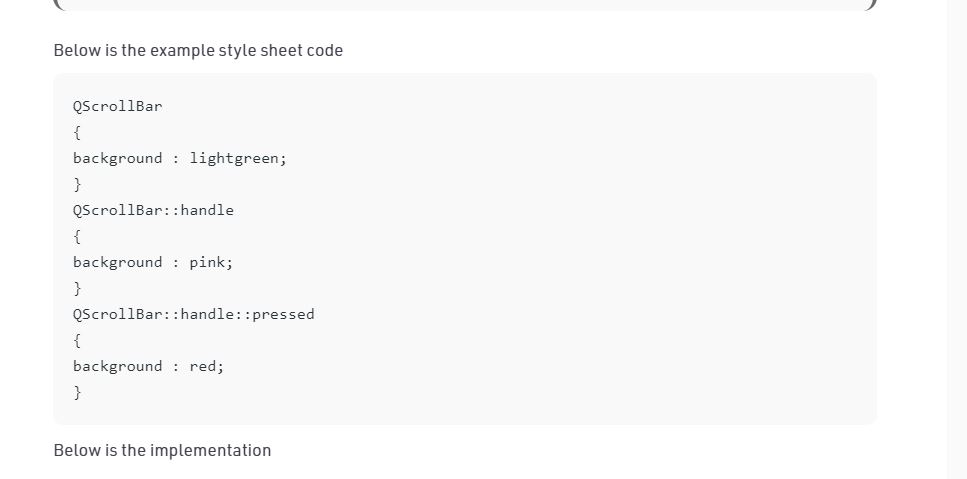 Below is the example style sheet code
QScrollBar
{
background : lightgreen;
}
QScrollBar::handle
{
background : pink;
}
QScrollBar::handle::pressed
{
background : red;
}
Below is the implementation